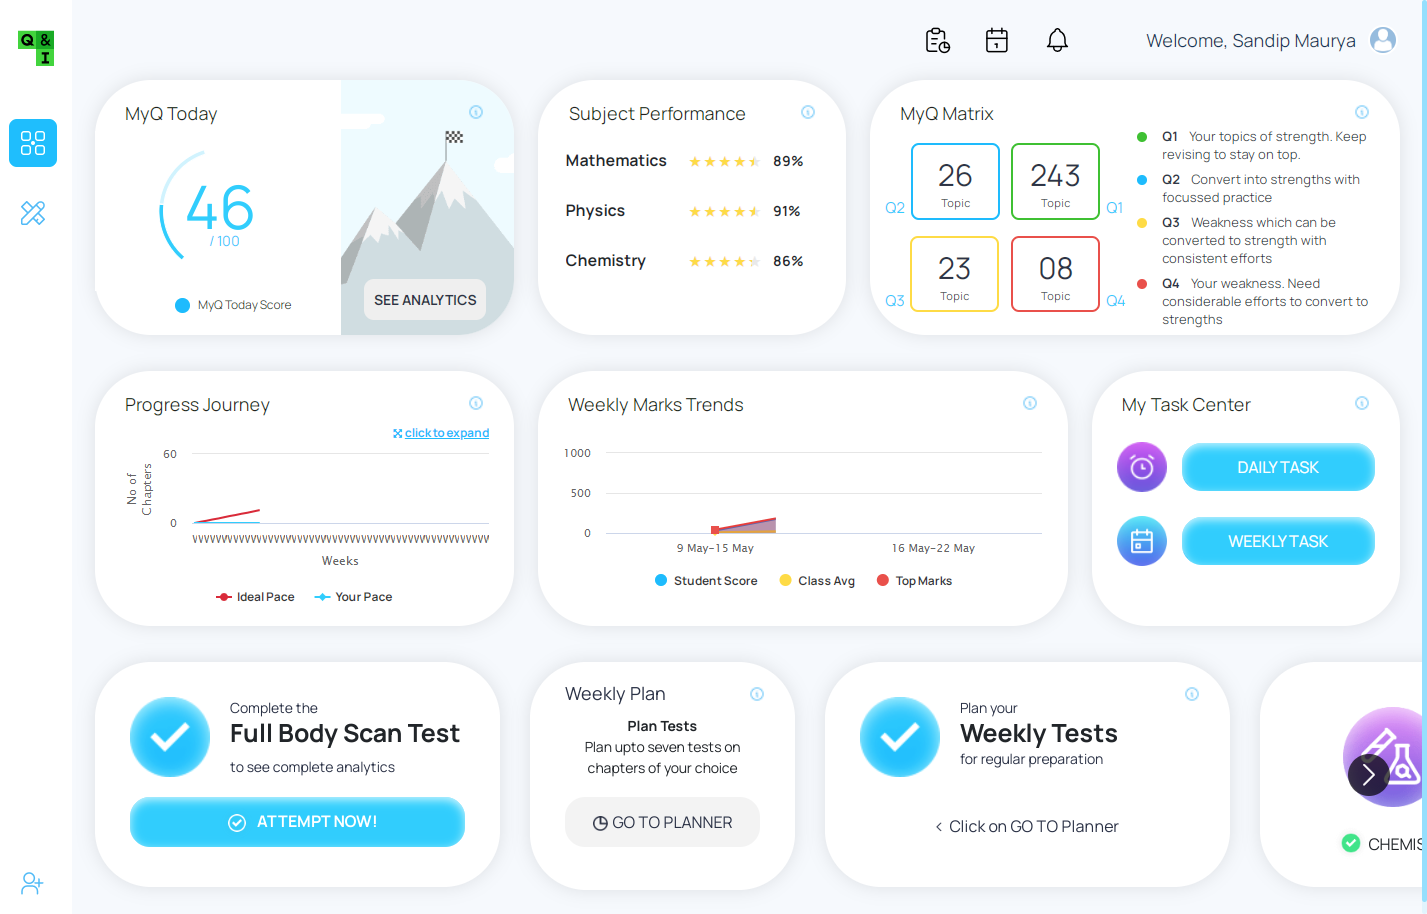 Q &
I
Welcome, Sandip Maurya
MyQ Today
46
/ 100
MyQ Today Score
SEE ANALYTICS
Subject Performance
Mathematics 89%
Physics 91%
Chemistry 86%
MyQ Matrix
Q2
26
Topic
243
Topic
Q1
Q3
23
Topic
08
Topic
Q4
Q1 Your topics of strength. Keep
revising to stay on top.
Q2 Convert into strengths with
focussed practice
Q3 Weakness which can be
converted to strength with
consistent efforts
Q4 Your weakness. Need
considerable efforts to convert to
strengths
Progress Journey
click to expand
No of
Chapters
60
0
Weeks
Ideal Pace Your Pace
Weekly Marks Trends
1000
500
0
9 May-15 May 16 May-22 May
Student Score Class Avg Top Marks
My Task Center
DAILY TASK
WEEKLY TASK
Complete the
Full Body Scan Test
to see complete analytics
ATTEMPT NOW!
Weekly Plan
Plan Tests
Plan upto seven tests on
chapters of your choice
GO TO PLANNER
Plan your
Weekly Tests
for regular preparation
< Click on GO TO Planner
CHEMIS